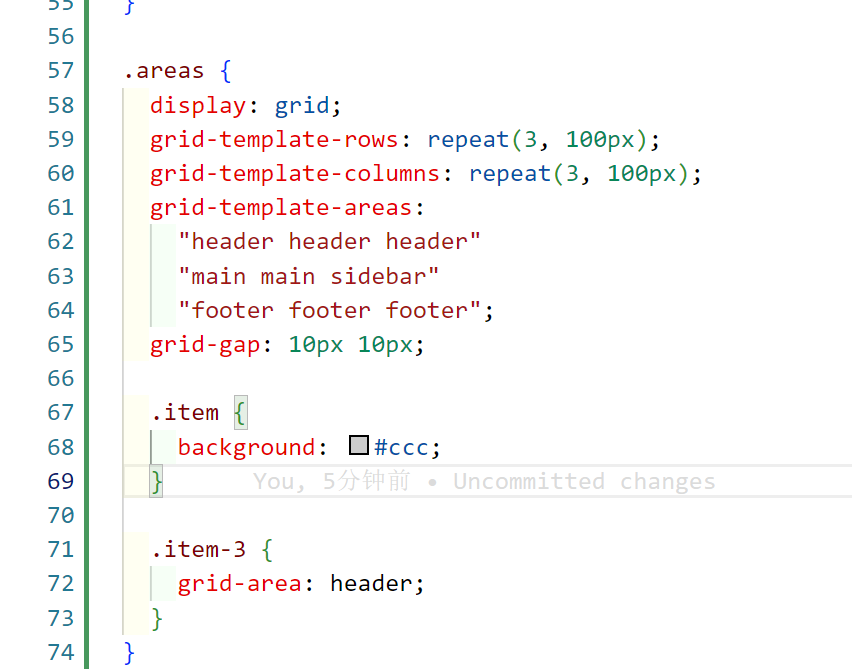 55 }
56
57 .areas {
58 display: grid;
59 grid-template-rows: repeat(3, 100px);
60 grid-template-columns: repeat(3, 100px);
61 grid-template-areas:
62 "header header header"
63 "main main sidebar"
64 "footer footer footer";
65 grid-gap: 10px 10px;
66
67 .item {
68 background: #ccc;
69 } You, 5分钟前 • Uncommitted changes
70
71 .item-3 {
72 grid-area: header;
73 }
74 }